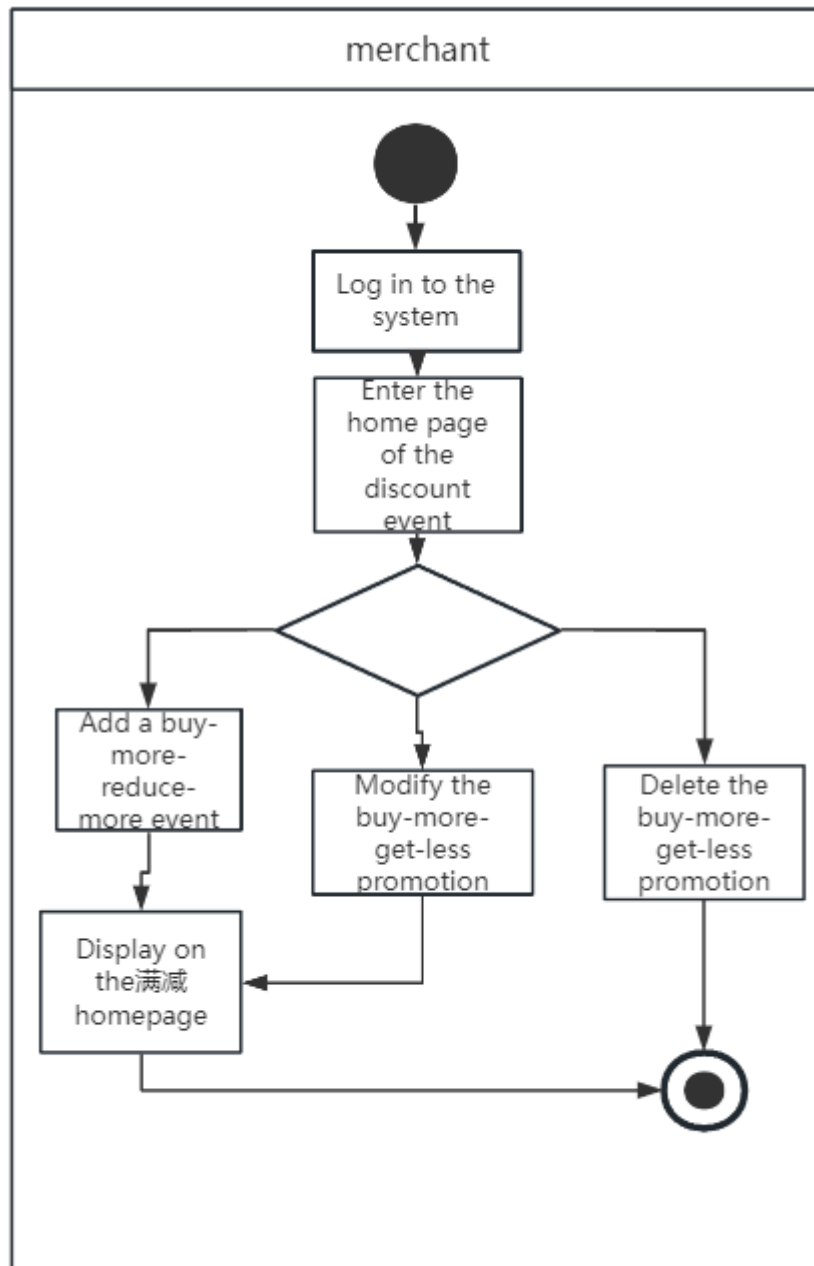 merchant
Log in to the
system
Enter the
home page
of the
discount
event
Add a buy-
more-
reduce-
more event
Modify the
buy-more-
get-less
promotion
Delete the
buy-more-
get-less
promotion
Display on
the满减
homepage